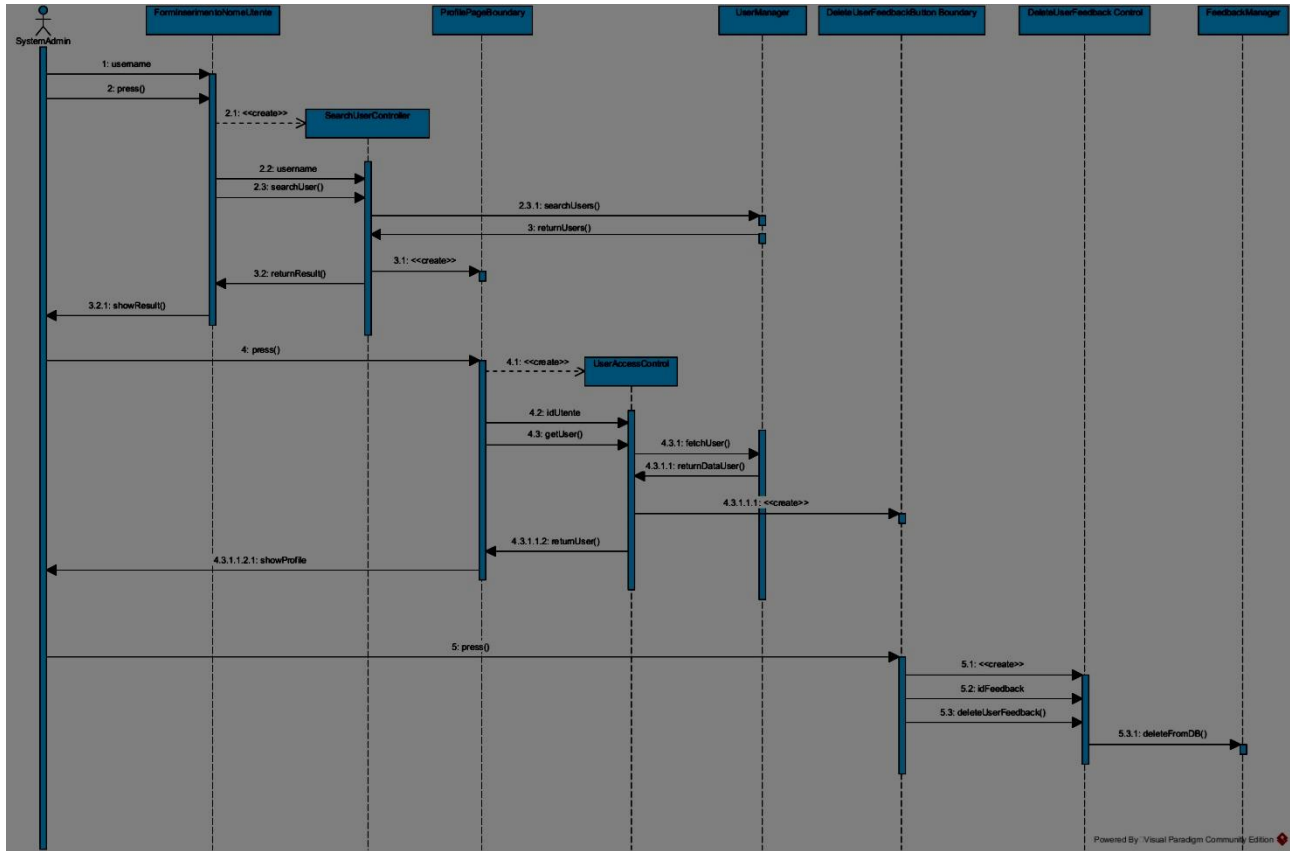 FormInserimentoNomeUtente
ProfilePageBoundary
UserManager
DeleteUserFeedbackButton Boundary
DeleteUserFeedback Control
FeedbackManager
SystemAdmin
1: username
2: press()
2.1: <<create>>
SearchUserController
2.2: username
2.3: searchUser()
2.3.1: searchUsers()
3: returnUsers()
3.1: <<create>>
3.2: returnResult()
3.2.1: showResult()
4: press()
4.1: <<create>>
UserAccessControl
4.2: idUtente
4.3: getUser()
4.3.1: fetchUser()
4.3.1.1: returnDataUser()
4.3.1.1.1: <<create>>
4.3.1.1.2: returnUser()
4.3.1.1.2.1: showProfile
5: press()
5.1: <<create>>
5.2: idFeedback
5.3: deleteUserFeedback()
5.3.1: deleteFromDB()
Powered By Visual Paradigm Community Edition